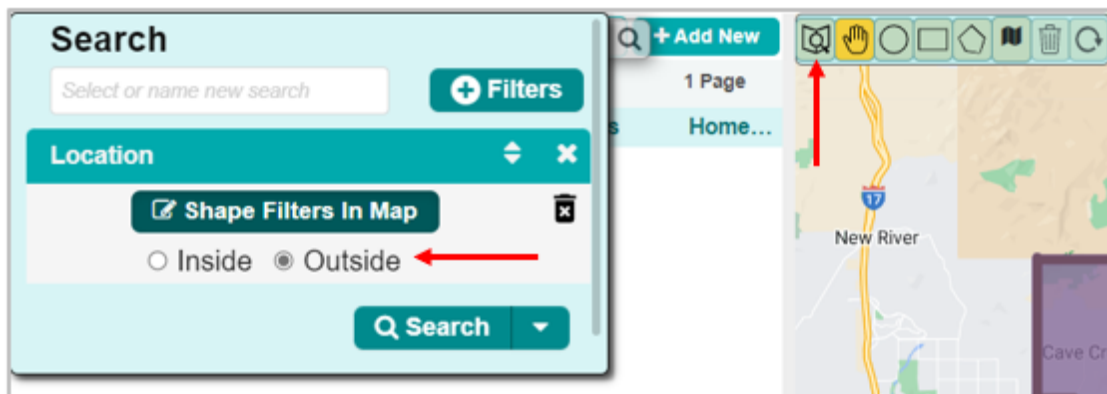 Search
Select or name new search
Filters
Location
Shape Filters In Map
Inside Outside
Search
+ Add New
1 Page
s Home...
17
New River
Cave Cr